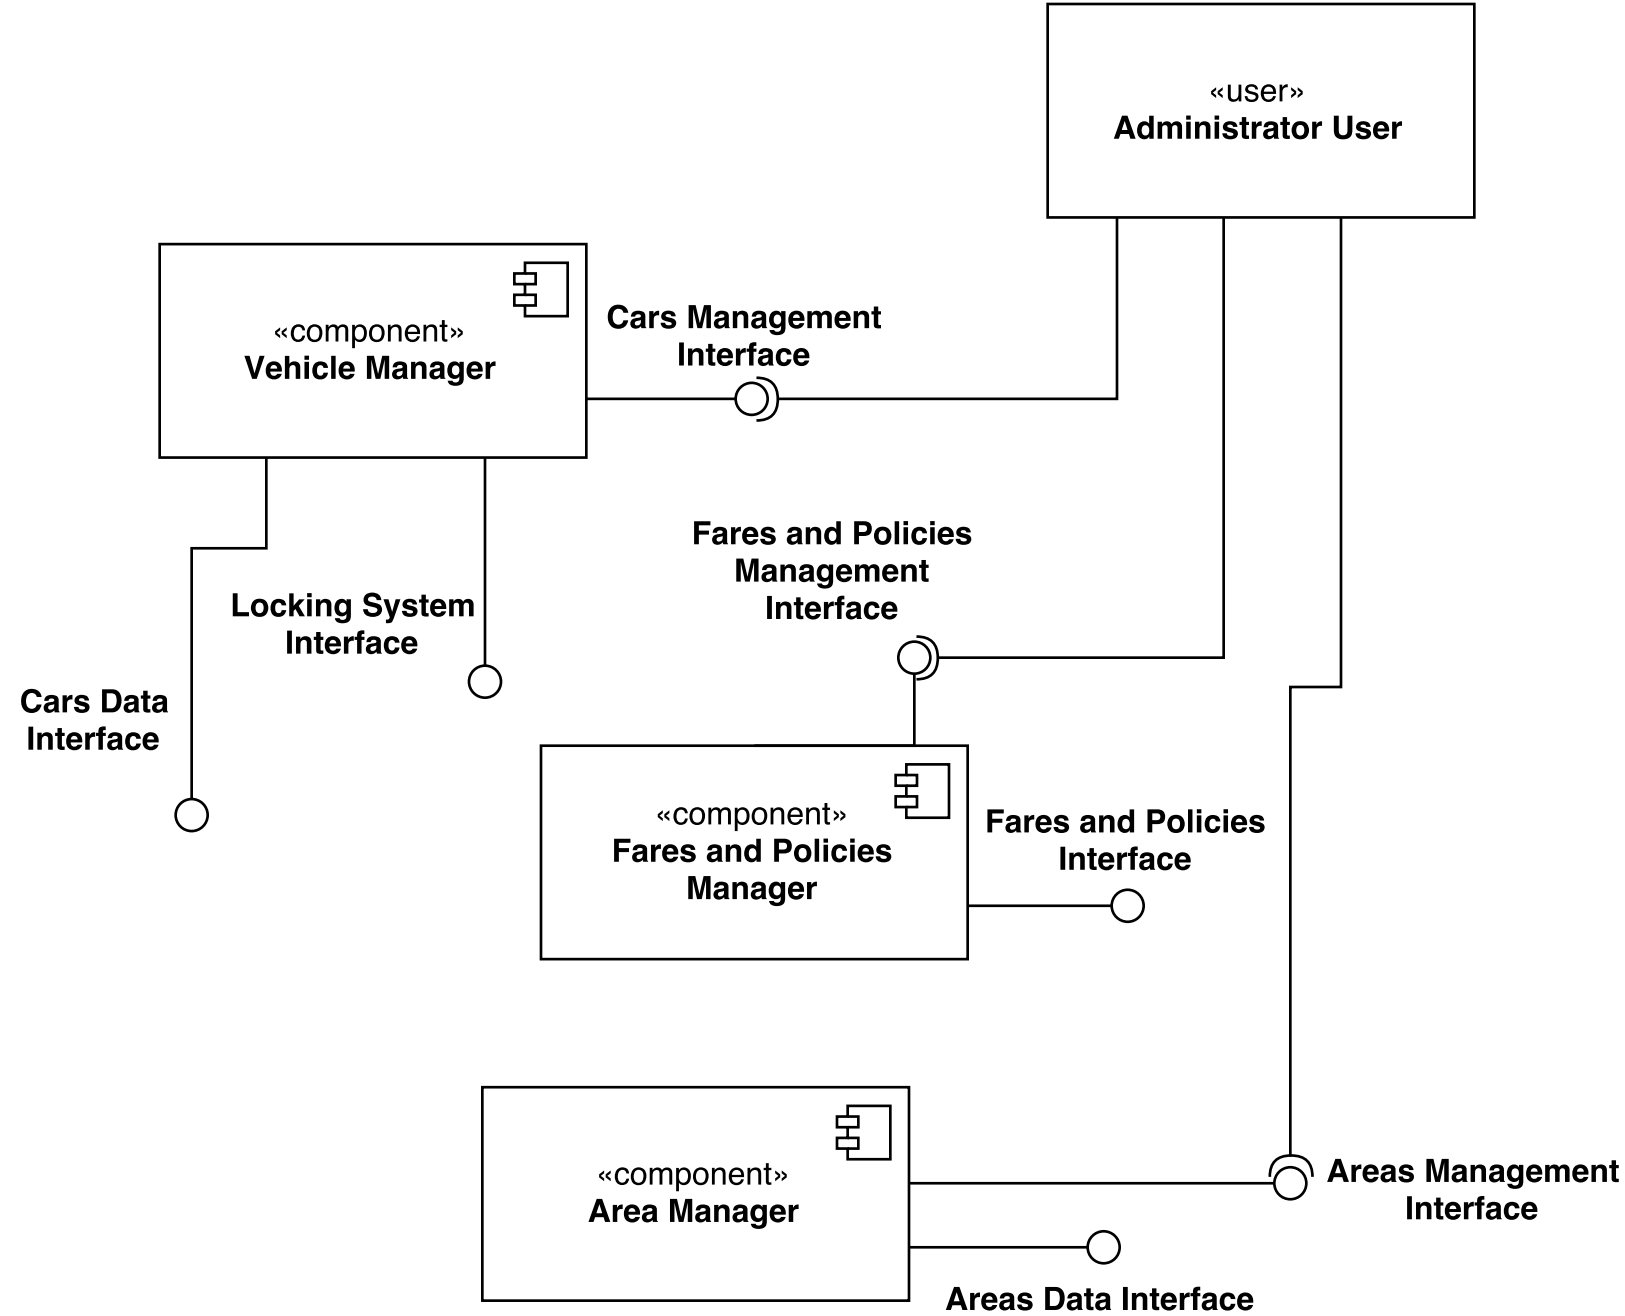 «user»
Administrator User
«component»
Vehicle Manager
Cars Management
Interface
Fares and Policies
Management
Interface
Locking System
Interface
Cars Data
Interface
«component»
Fares and Policies
Manager
Fares and Policies
Interface
«component»
Area Manager
Areas Management
Interface
Areas Data Interface